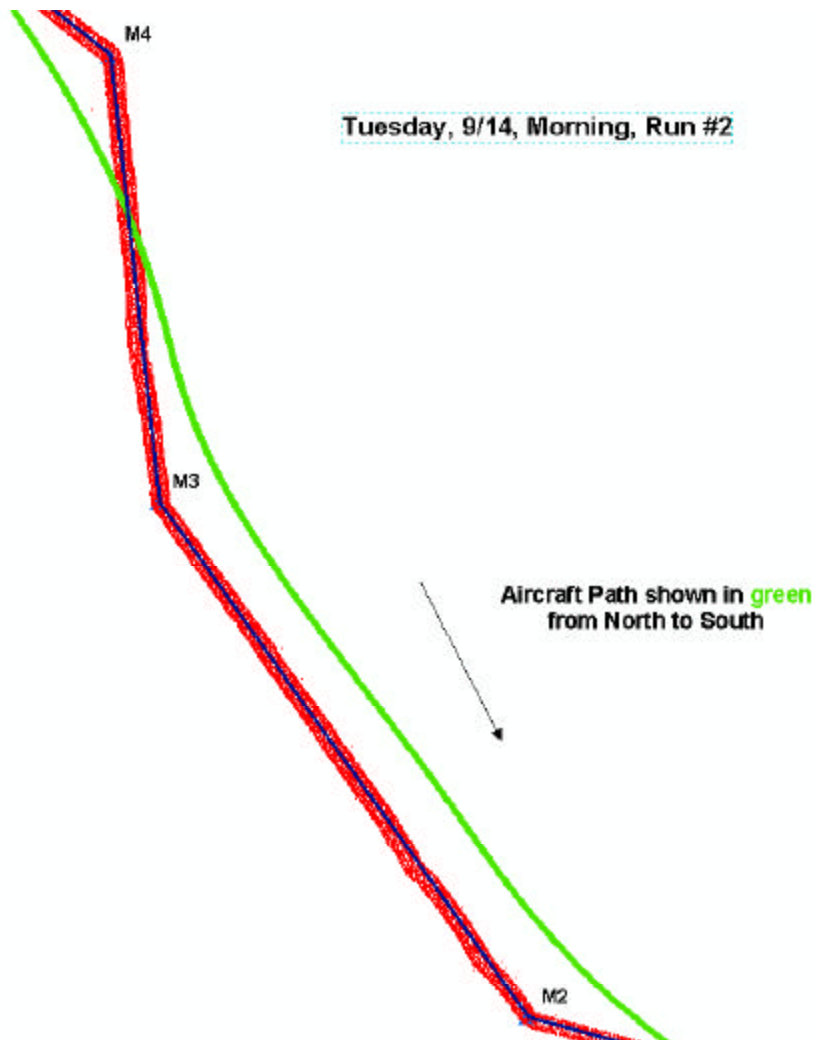 M4
Tuesday, 9/14, Morning, Run #2
M3
Aircraft Path shown in green
from North to South
M2